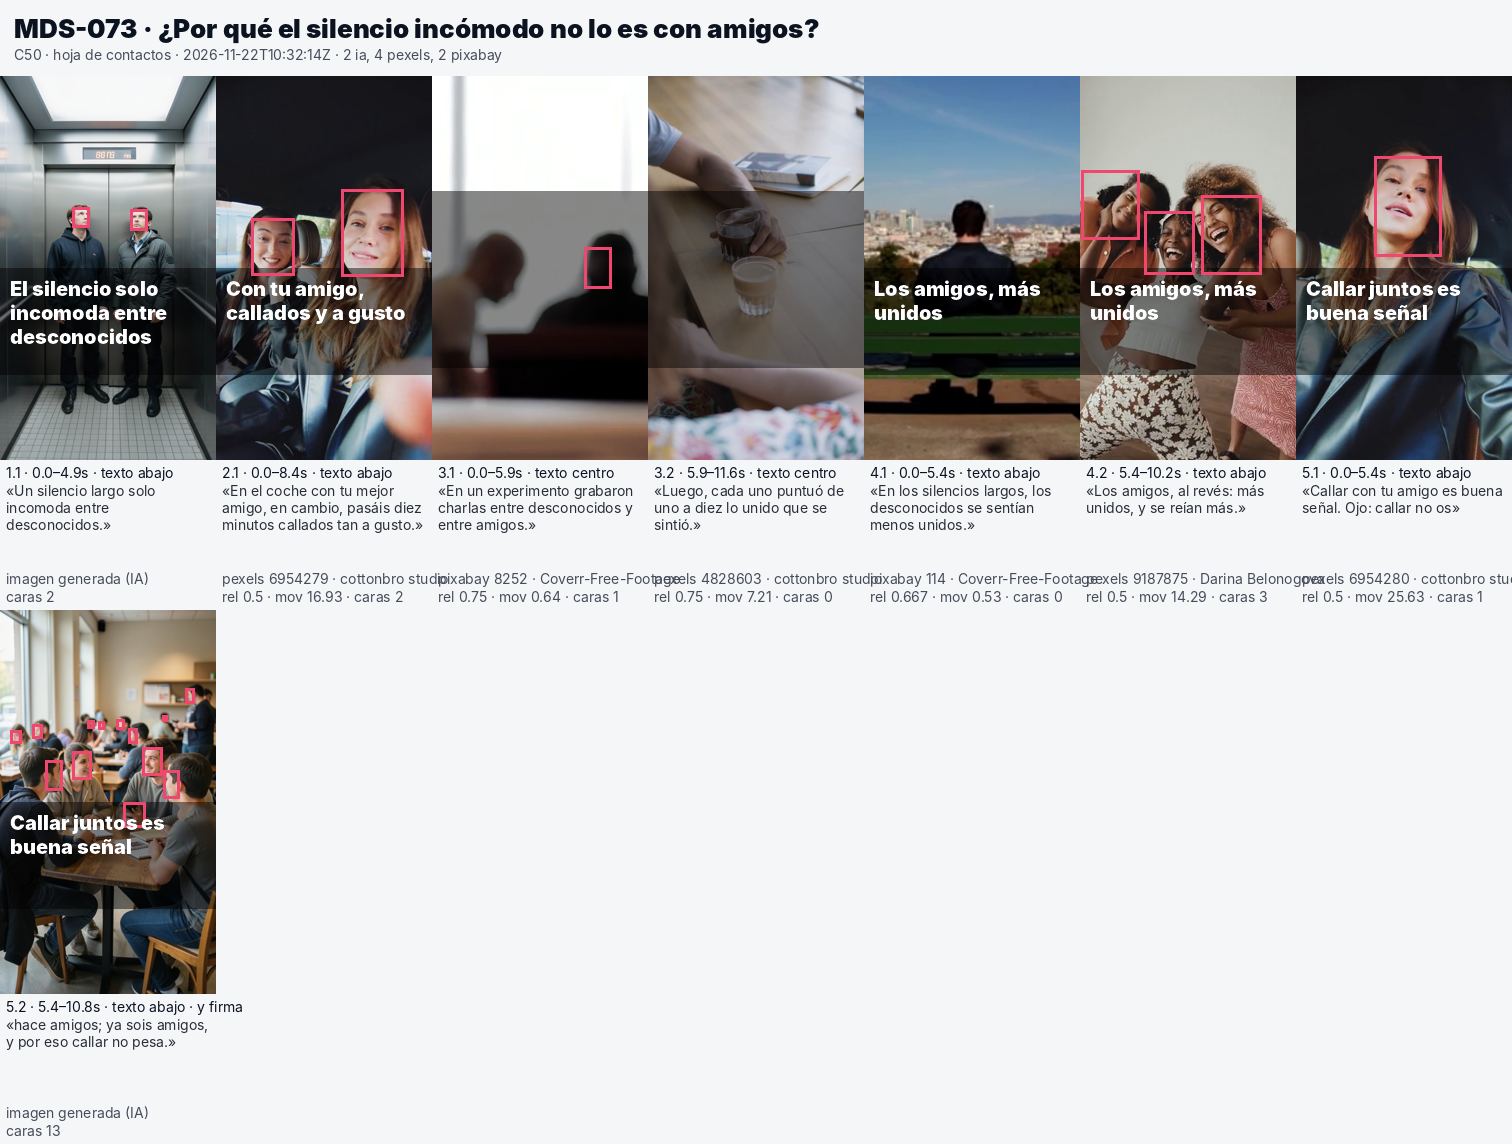 MDS-073 · ¿Por qué el silencio incómodo no lo es con amigos?
C50 · hoja de contactos · 2026-11-22T10:32:14Z · 2 ia, 4 pexels, 2 pixabay
El silencio solo
incomoda entre
desconocidos
1.1 · 0.0–4.9s · texto abajo
«Un silencio largo solo
incomoda entre
desconocidos.»
imagen generada (IA)
caras 2
Con tu amigo,
callados y a gusto
2.1 · 0.0–8.4s · texto abajo
«En el coche con tu mejor
amigo, en cambio, pasáis diez
minutos callados tan a gusto.»
pexels 6954279 · cottonbro studio
rel 0.5 · mov 16.93 · caras 2
3.1 · 0.0–5.9s · texto centro
«En un experimento grabaron
charlas entre desconocidos y
entre amigos.»
pixabay 8252 · Coverr-Free-Footage
rel 0.75 · mov 0.64 · caras 1
3.2 · 5.9–11.6s · texto centro
«Luego, cada uno puntuó de
uno a diez lo unido que se
sintió.»
pexels 4828603 · cottonbro studio
rel 0.75 · mov 7.21 · caras 0
Los amigos, más
unidos
4.1 · 0.0–5.4s · texto abajo
«En los silencios largos, los
desconocidos se sentían
menos unidos.»
pixabay 114 · Coverr-Free-Footage
rel 0.667 · mov 0.53 · caras 0
Los amigos, más
unidos
4.2 · 5.4–10.2s · texto abajo
«Los amigos, al revés: más
unidos, y se reían más.»
pexels 9187875 · Darina Belonogova
rel 0.5 · mov 14.29 · caras 3
Callar juntos es
buena señal
5.1 · 0.0–5.4s · texto abajo
«Callar con tu amigo es buena
señal. Ojo: callar no os»
pexels 6954280 · cottonbro stu
rel 0.5 · mov 25.63 · caras 1
Callar juntos es
buena señal
5.2 · 5.4–10.8s · texto abajo · y firma
«hace amigos; ya sois amigos,
y por eso callar no pesa.»
imagen generada (IA)
caras 13